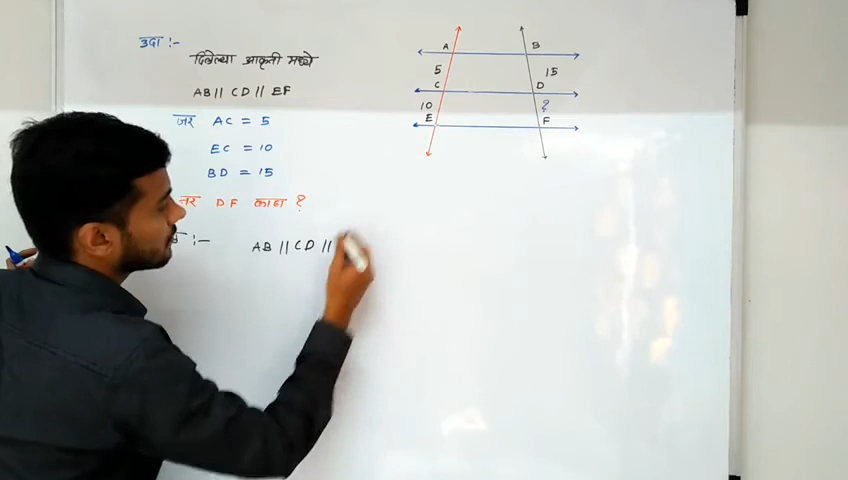 उदा :-
दिलेल्या आकृती मध्ये
AB || CD || EF
जर AC = 5
EC = 10
BD = 15
तर DF काढा ?
:- AB || CD ||
A B
5 15
C D
10 ?
E F